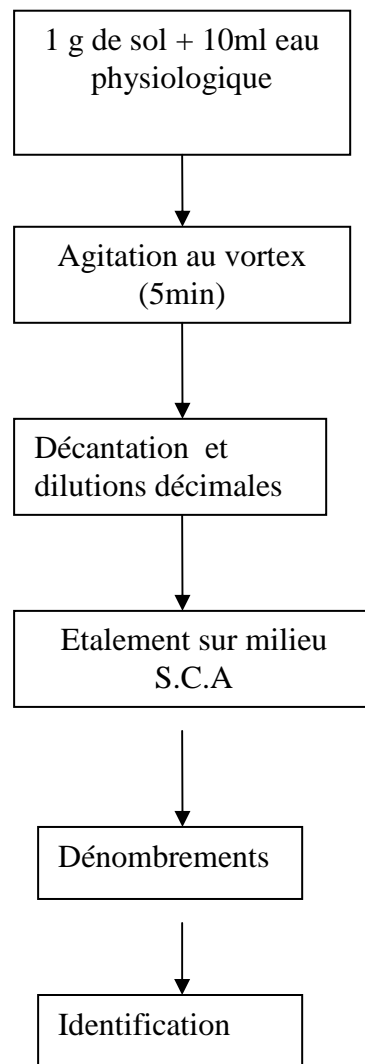 1 g de sol + 10ml eau
physiologique
Agitation au vortex
(5min)
Décantation et
dilutions décimales
Etalement sur milieu
S.C.A
Dénombrements
Identification